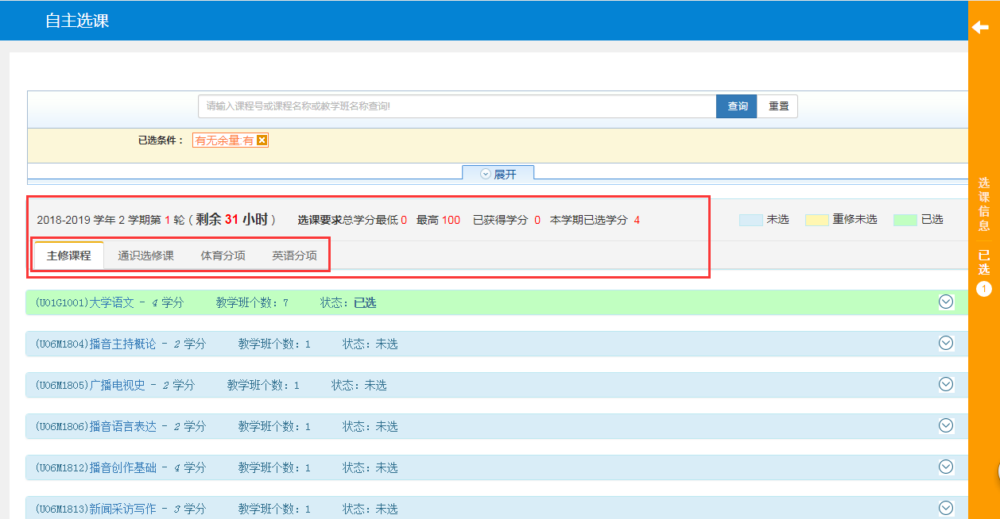 自主选课
请输入课程号或课程名称或教学班名称查询! 查询 重置
已选条件： 有无余量:有
展开
2018-2019 学年 2 学期第 1 轮 ( 剩余 31 小时 ) 选课要求总学分最低 0 最高 100 已获得学分 0 本学期已选学分 4
未选 重修未选 已选
主修课程 通识选修课 体育分项 英语分项
(U01G1001)大学语文 - 4 学分 教学班个数: 7 状态: 已选
(U06M1804)播音主持概论 - 2 学分 教学班个数: 1 状态: 未选
(U06M1805)广播电视史 - 2 学分 教学班个数: 1 状态: 未选
(U06M1806)播音语言表达 - 2 学分 教学班个数: 1 状态: 未选
(U06M1812)播音创作基础 - 4 学分 教学班个数: 1 状态: 未选
(U06M1813)新闻采访写作 - 3 学分 教学班个数: 1 状态: 未选
选课信息
已选
1